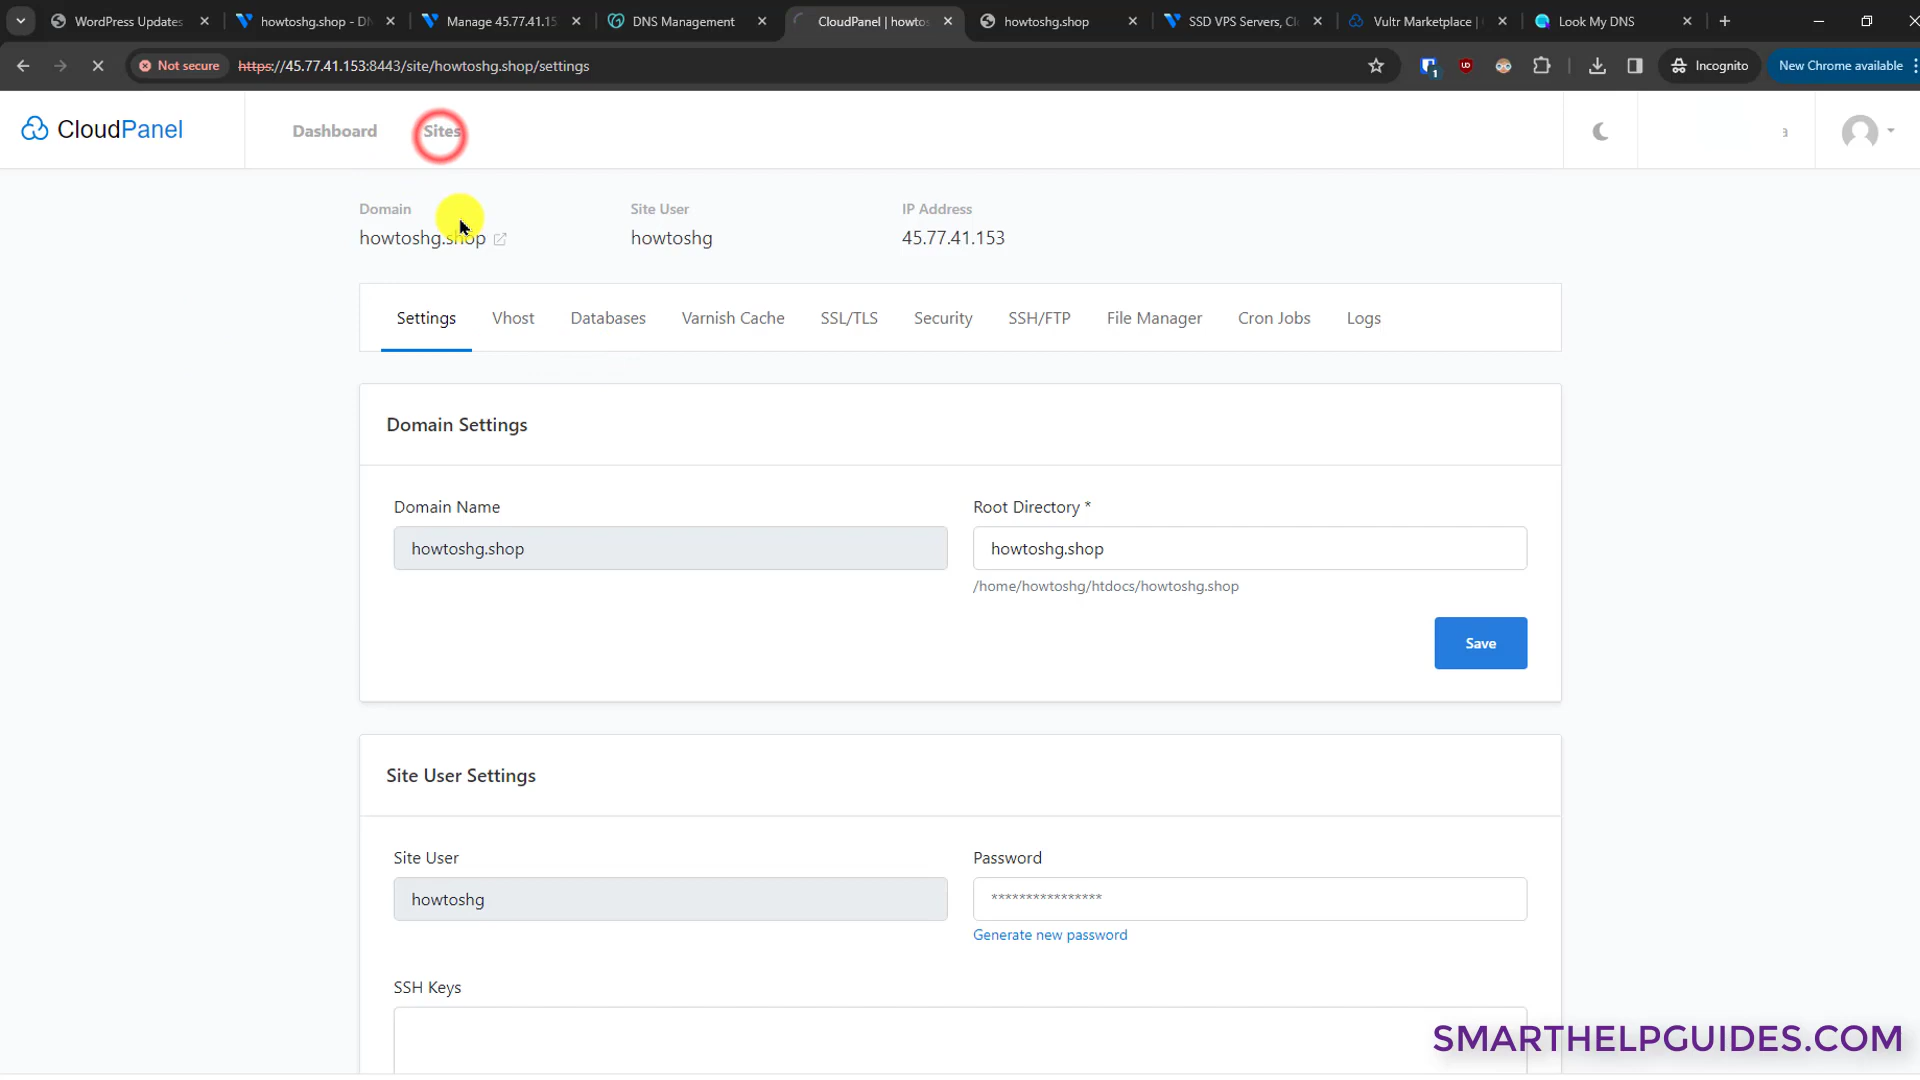 WordPress Updates
howtoshg.shop - DN
Manage 45.77.41.15
DNS Management
CloudPanel | howtos
howtoshg.shop
SSD VPS Servers, Cl
Vultr Marketplace |
Look My DNS
Not secure
https://45.77.41.153:8443/site/howtoshg.shop/settings
1
Incognito
New Chrome available
CloudPanel
Dashboard
Sites
a
Domain
Site User
IP Address
howtoshg.shop
howtoshg
45.77.41.153
Settings
Vhost
Databases
Varnish Cache
SSL/TLS
Security
SSH/FTP
File Manager
Cron Jobs
Logs
Domain Settings
Domain Name
Root Directory *
howtoshg.shop
howtoshg.shop
/home/howtoshg/htdocs/howtoshg.shop
Save
Site User Settings
Site User
Password
howtoshg
****************
Generate new password
SSH Keys
SMARTHELPGUIDES.COM